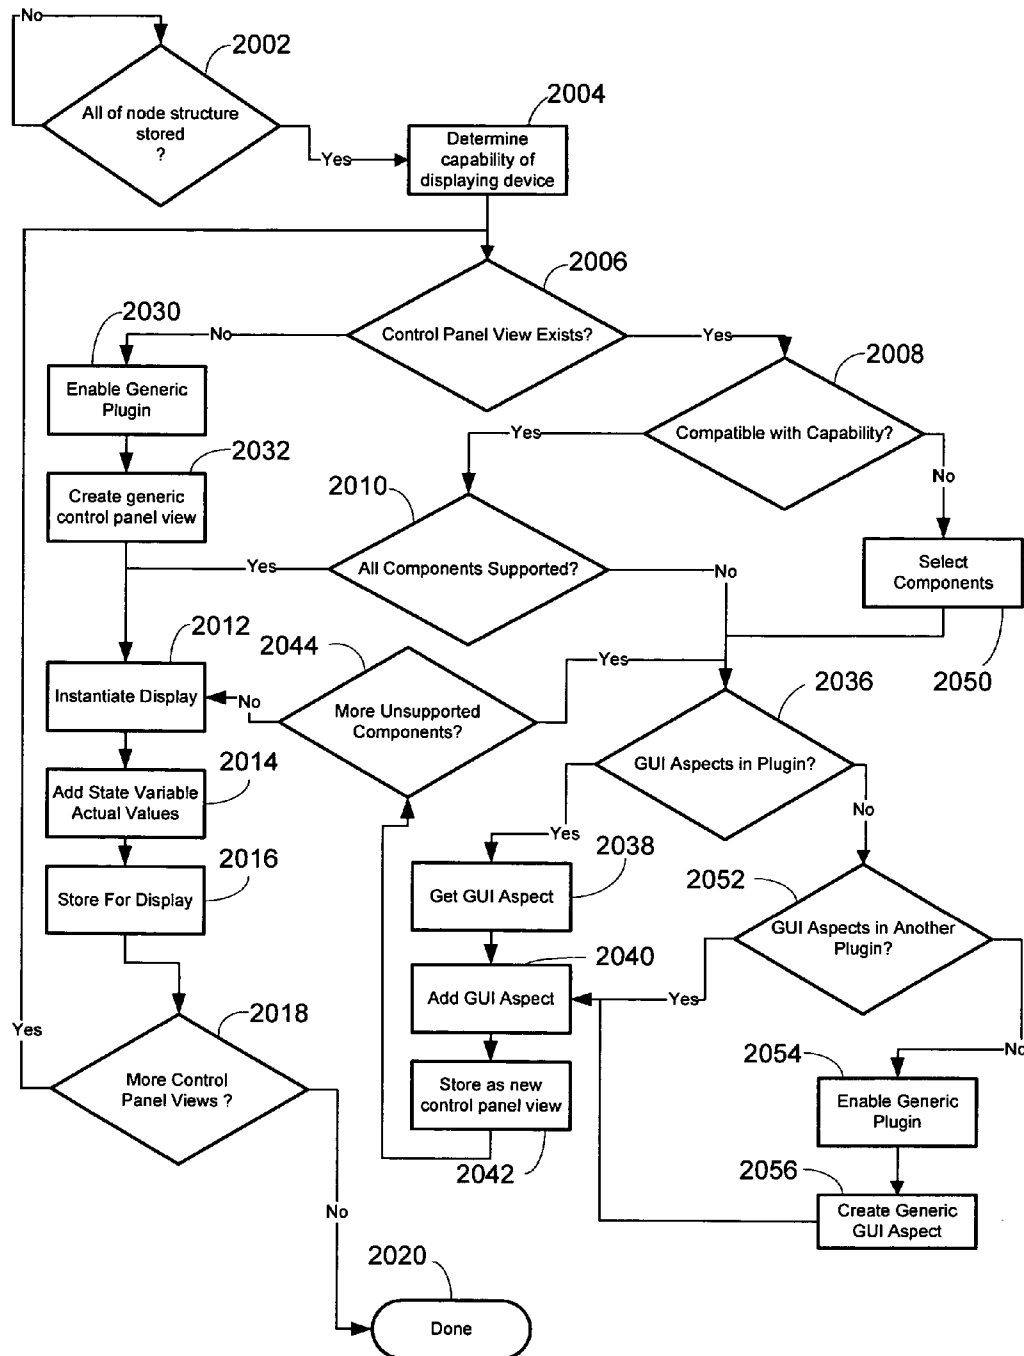 No
2002
All of node structure
stored
?
Yes
2004
Determine
capability of
displaying device
2006
Control Panel View Exists?
No
Yes
2030
Enable Generic
Plugin
2008
Compatible with Capability?
Yes
No
2032
Create generic
control panel view
2010
All Components Supported?
Yes
No
Select
Components
2050
2012
Instantiate Display
2044
More Unsupported
Components?
Yes
No
2036
GUI Aspects in Plugin?
Yes
No
2014
Add State Variable
Actual Values
2016
Store For Display
2038
Get GUI Aspect
2052
GUI Aspects in Another
Plugin?
Yes
No
2040
Add GUI Aspect
2018
More Control
Panel Views ?
Yes
No
Store as new
control panel view
2042
2054
Enable Generic
Plugin
2056
Create Generic
GUI Aspect
2020
Done